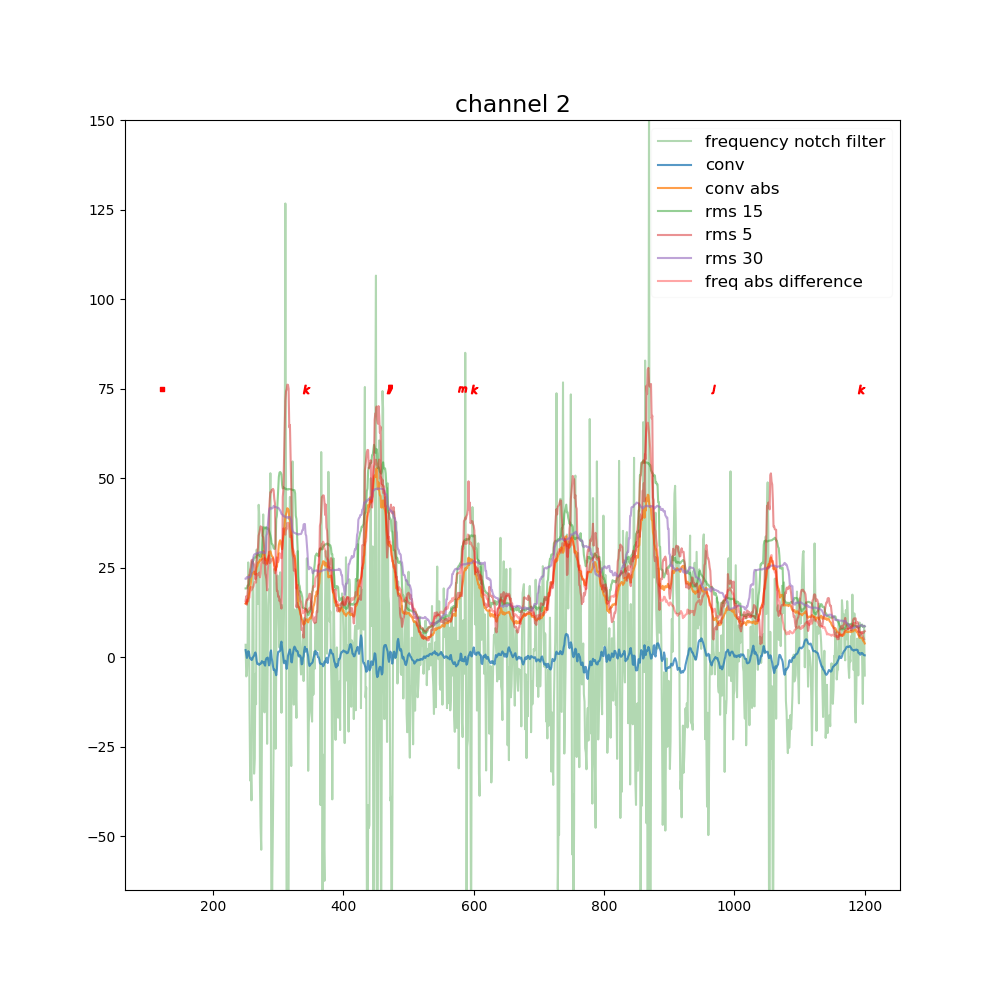 channel 2
150
125
100
75
50
25
0
−25
−50
200
400
600
800
1000
1200
frequency notch filter
conv
conv abs
rms 15
rms 5
rms 30
freq abs difference
k
m k
J
k